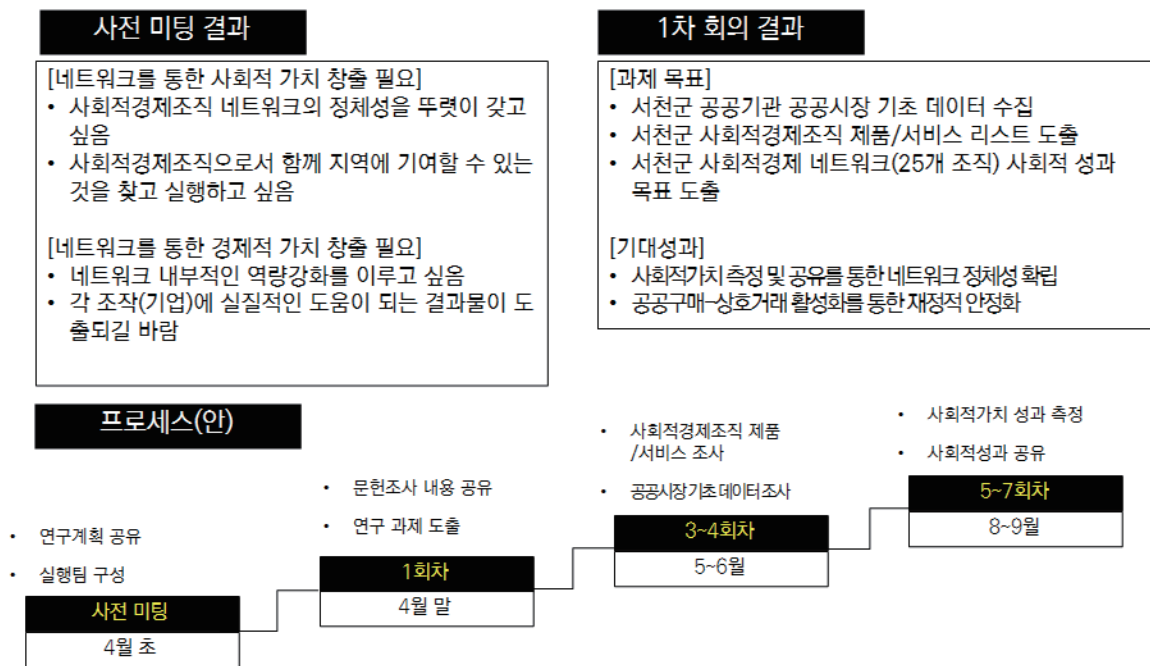 사전 미팅 결과
[네트워크를 통한 사회적 가치 창출 필요]
• 사회적경제조직 네트워크의 정체성을 뚜렷이 갖고
싶음
• 사회적경제조직으로서 함께 지역에 기여할 수 있는
것을 찾고 실행하고 싶음
[네트워크를 통한 경제적 가치 창출 필요]
• 네트워크 내부적인 역량강화를 이루고 싶음
• 각 조작(기업)에 실질적인 도움이 되는 결과물이 도
출되길 바람
1차 회의 결과
[과제 목표]
• 서천군 공공기관 공공시장 기초 데이터 수집
• 서천군 사회적경제조직 제품/서비스 리스트 도출
• 서천군 사회적경제 네트워크(25개 조직) 사회적 성과
목표 도출
[기대성과]
• 사회적가치 측정 및 공유를 통한 네트워크 정체성 확립
• 공공구매-상호거래 활성화를 통한 재정적 안정화
프로세스(안)
• 연구계획 공유
• 실행팀 구성
사전 미팅
4월 초
• 문헌조사 내용 공유
• 연구 과제 도출
1회차
4월 말
• 사회적경제조직 제품
/서비스 조사
• 공공시장 기초 데이터 조사
3~4회차
5~6월
• 사회적가치 성과 측정
• 사회적성과 공유
5~7회차
8~9월